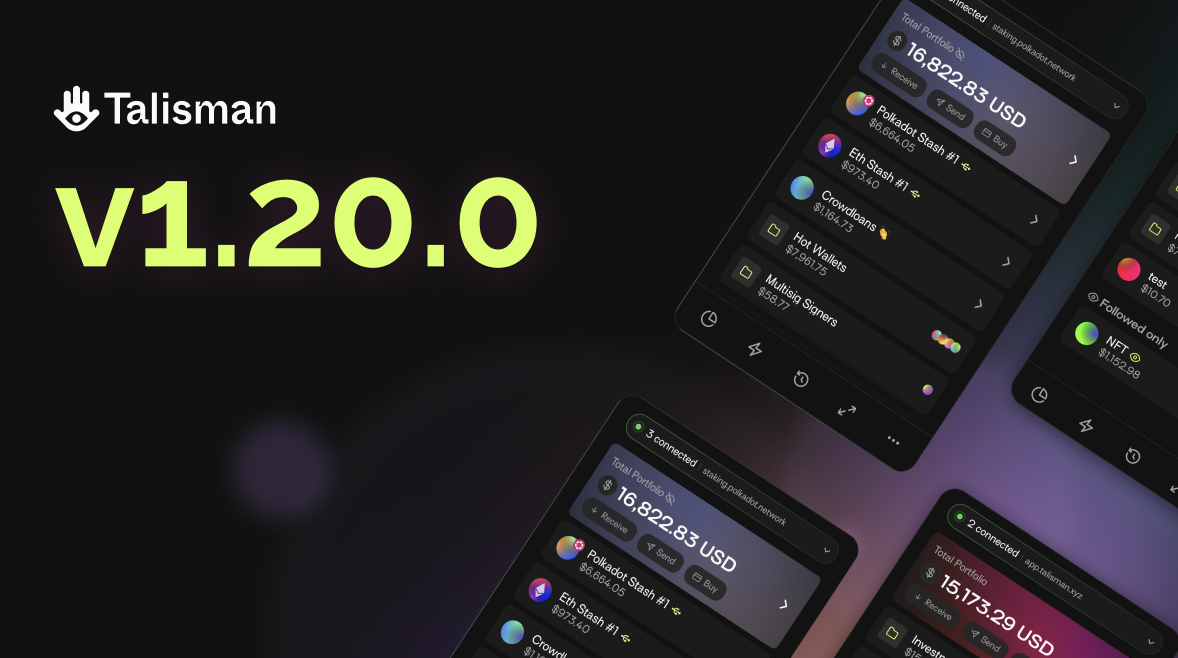 Talisman
v1.20.0
connected
staking.polkadot.network
Total Portfolio
$ 16,822.83 USD
Receive
Send
Buy
Polkadot Stash #1
$6,664.05
Eth Stash #1
$973.40
Crowdloans
$1,164.73
Hot Wallets
$7,961.75
Multisig Signers
$58.77
test
$10.70
Followed only
NFT
$1,152.98
3 connected
staking.polkadot.network
Total Portfolio
$ 16,822.83 USD
Receive
Send
Buy
Polkadot Stash #1
$6,664.05
Eth Stash #1
$973.40
2 connected
app.talisman.xyz
Total Portfolio
$ 15,173.29 USD
Receive
Send